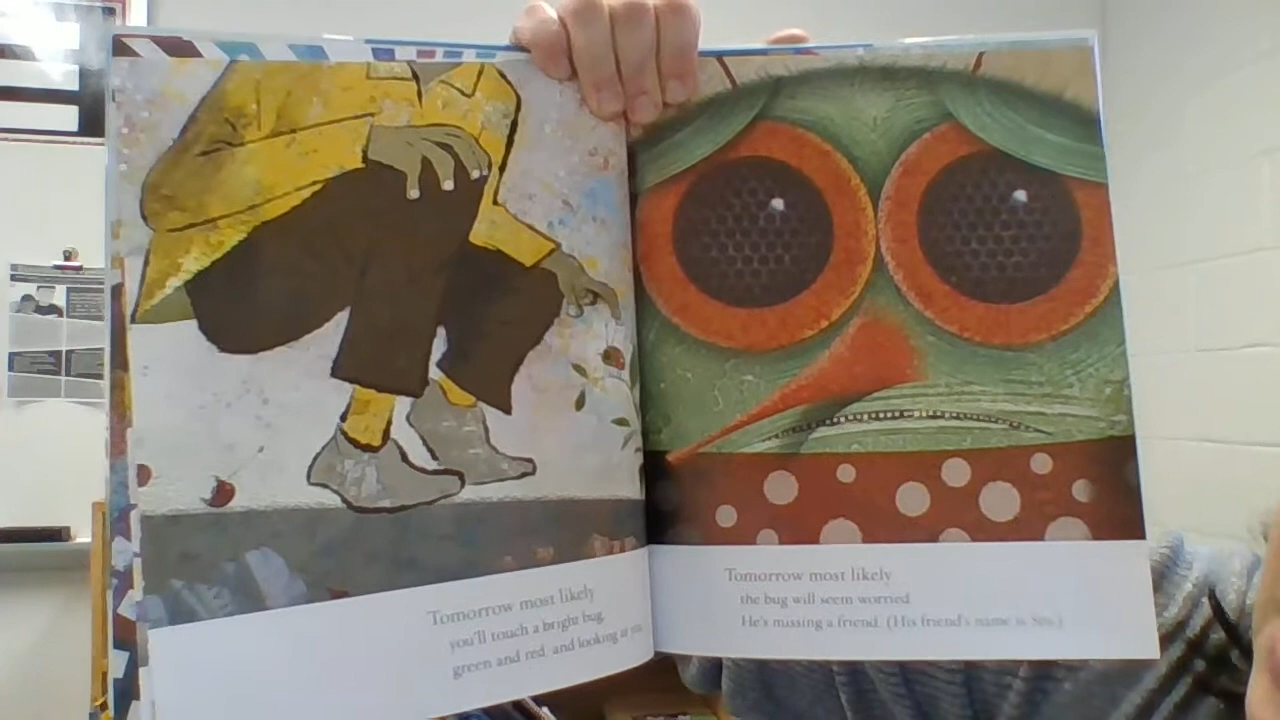 Tomorrow most likely
you'll touch a bright bug,
green and red, and looking at you.
Tomorrow most likely
the bug will seem worried.
He's missing a friend. (His friend's name is Stu.)